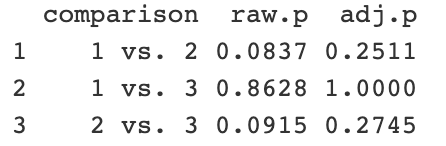 comparison raw.p adj.p
1 1 vs. 2 0.0837 0.2511
2 1 vs. 3 0.8628 1.0000
3 2 vs. 3 0.0915 0.2745